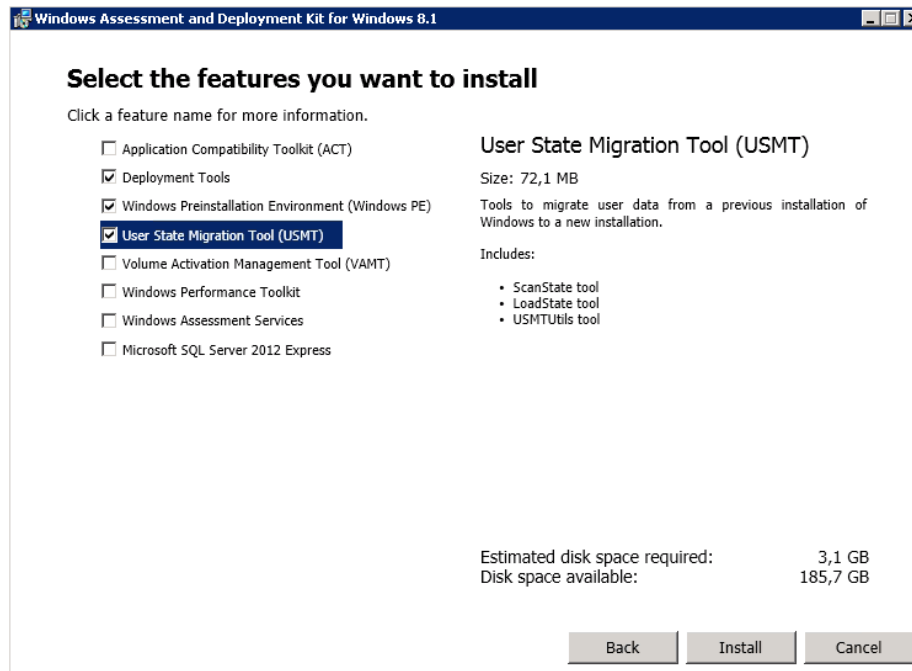 Windows Assessment and Deployment Kit for Windows 8.1
Select the features you want to install
Click a feature name for more information.
Application Compatibility Toolkit (ACT)
Deployment Tools
Windows Preinstallation Environment (Windows PE)
User State Migration Tool (USMT)
Volume Activation Management Tool (VAMT)
Windows Performance Toolkit
Windows Assessment Services
Microsoft SQL Server 2012 Express
User State Migration Tool (USMT)
Size: 72,1 MB
Tools to migrate user data from a previous installation of
Windows to a new installation.
Includes:
• ScanState tool
• LoadState tool
• USMTUtils tool
Estimated disk space required: 3,1 GB
Disk space available: 185,7 GB
Back Install Cancel